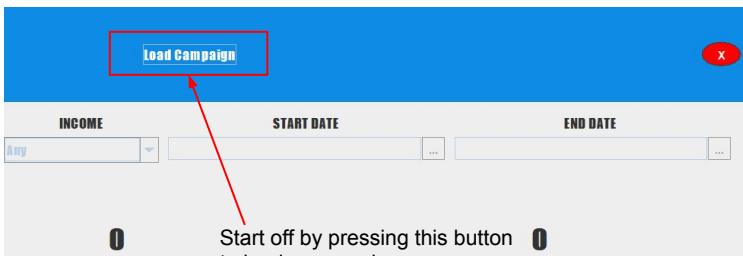 Load Campaign
X
INCOME START DATE END DATE
Any ... ...
0 Start off by pressing this button 0